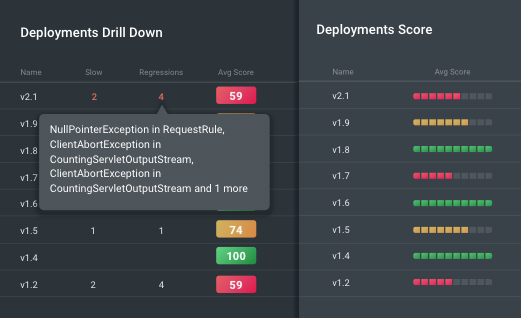 Deployments Drill Down
Name Slow Regressions Avg Score
v2.1 2 4 59
v1.9
NullPointerException in RequestRule,
ClientAbortException in
CountingServletOutputStream,
ClientAbortException in
CountingServletOutputStream and 1 more
v1.8
v1.7
v1.6
v1.5 1 1 74
v1.4 100
v1.2 2 4 59
Deployments Score
Name Avg Score
v2.1
v1.9
v1.8
v1.7
v1.6
v1.5
v1.4
v1.2